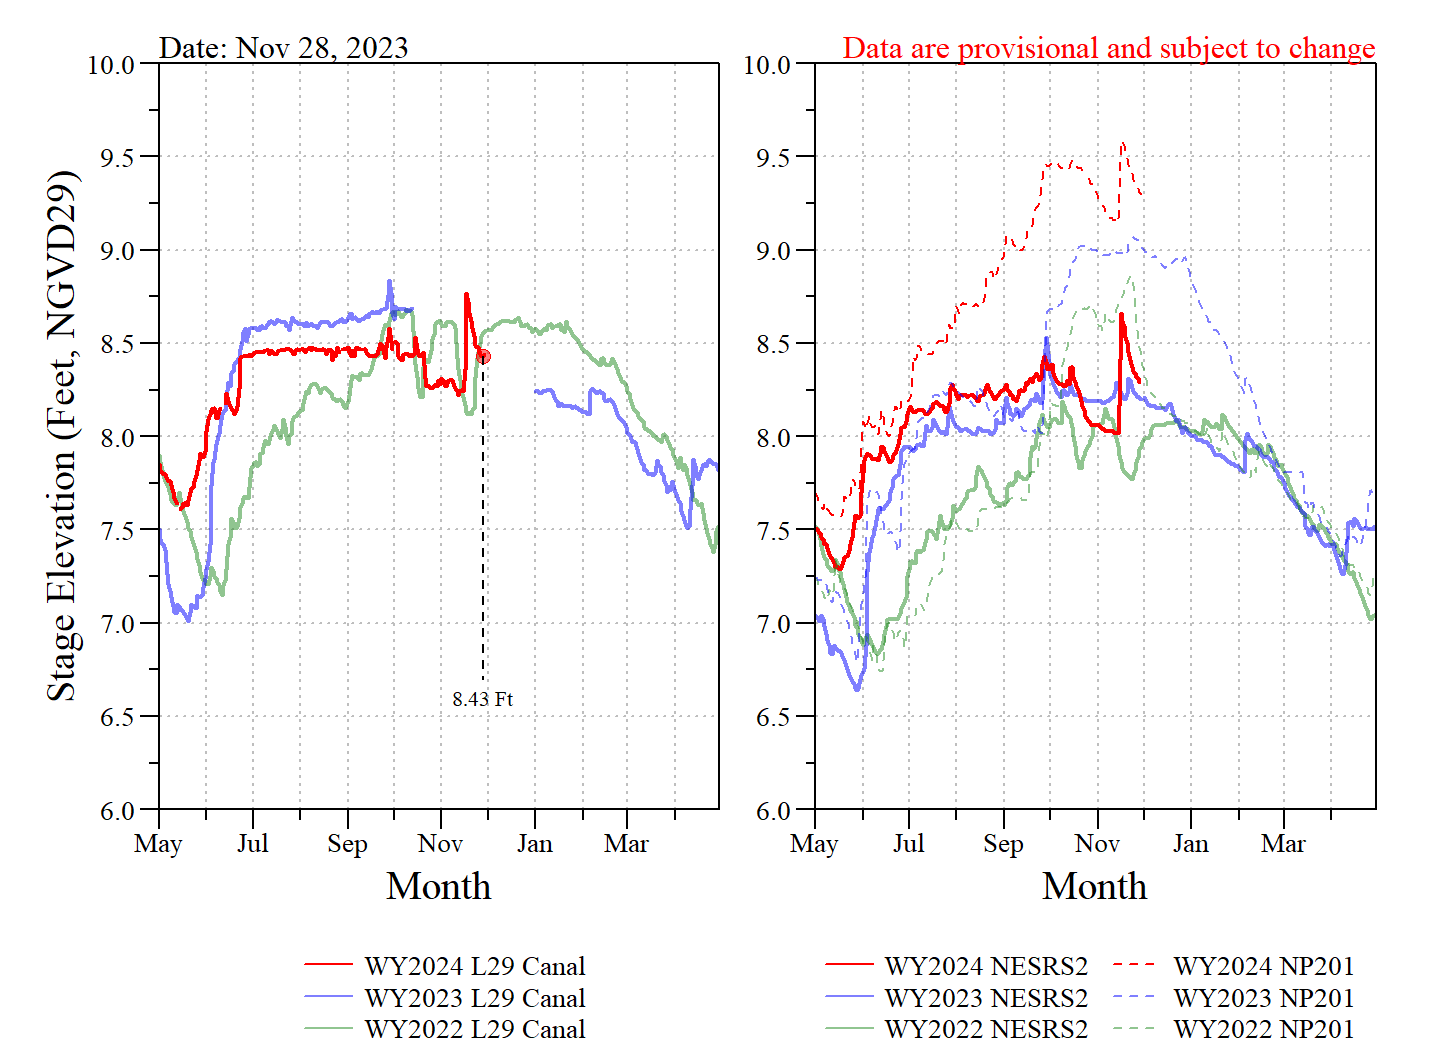 Date: Nov 28, 2023
Data are provisional and subject to change
Stage Elevation (Feet, NGVD29)
10.0
9.5
9.0
8.5
8.0
7.5
7.0
6.5
6.0
8.43 Ft
May Jul Sep Nov Jan Mar
Month
10.0
9.5
9.0
8.5
8.0
7.5
7.0
6.5
6.0
May Jul Sep Nov Jan Mar
Month
WY2024 L29 Canal
WY2023 L29 Canal
WY2022 L29 Canal
WY2024 NESRS2 WY2024 NP201
WY2023 NESRS2 WY2023 NP201
WY2022 NESRS2 WY2022 NP201